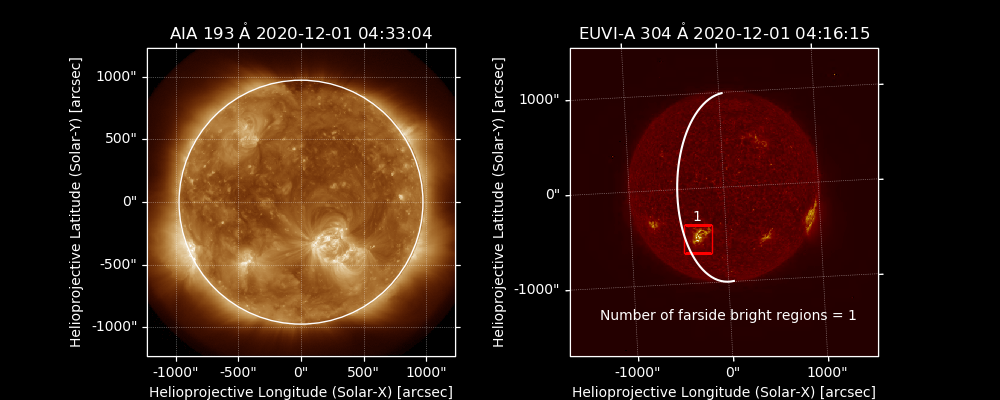 AIA 193 Å 2020-12-01 04:33:04
Helioprojective Latitude (Solar-Y) [arcsec]
1000"
500"
0"
-500"
-1000"
-1000"
-500"
0"
500"
1000"
Helioprojective Longitude (Solar-X) [arcsec]
EUVI-A 304 Å 2020-12-01 04:16:15
Helioprojective Latitude (Solar-Y) [arcsec]
1000"
0"
-1000"
1
Number of farside bright regions = 1
-1000"
0"
1000"
Helioprojective Longitude (Solar-X) [arcsec]